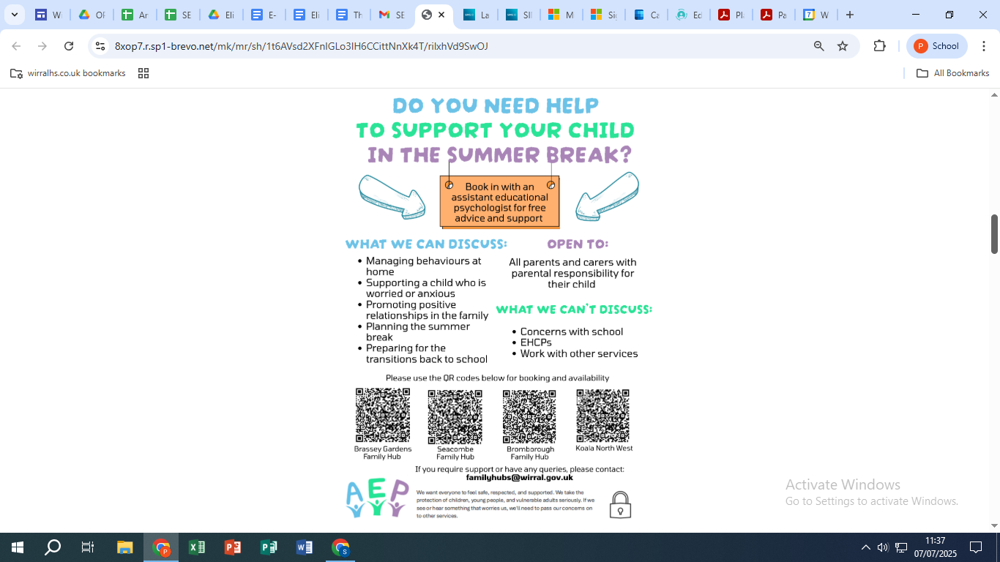 Wi
OF
Ar
SE
Eli
E-
Eli
Th
SE
La
SII
M
Sig
Ca
Ed
Pl
Pa
7
W
8xop7.r.sp1-brevo.net/mk/mr/sh/1t6AVsd2XFnIGLo3IH6CCittNnXk4T/rilxhVd9SwOJ
P School
wirralhs.co.uk bookmarks
All Bookmarks
DO YOU NEED HELP
TO SUPPORT YOUR CHILD
IN THE SUMMER BREAK?
Book in with an
assistant educational
psychologist for free
advice and support
WHAT WE CAN DISCUSS:
• Managing behaviours at
home
• Supporting a child who is
worried or anxious
• Promoting positive
relationships in the family
• Planning the summer
break
• Preparing for the
transitions back to school
OPEN TO:
All parents and carers with
parental responsibility for
their child
WHAT WE CAN'T DISCUSS:
• Concerns with school
• EHCPs
• Work with other services
Please use the QR codes below for booking and availability
Brassey Gardens
Family Hub
Seacombe
Family Hub
Bromborough
Family Hub
Koala North West
If you require support or have any queries, please contact:
familyhubs@wirral.gov.uk
AEP
We want everyone to feel safe, respected, and supported. We take the
protection of children, young people, and vulnerable adults seriously. If we
see or hear something that worries us, we'll need to pass our concerns on
to other services.
Activate Windows
Go to Settings to activate Windows.
11:37
07/07/2025